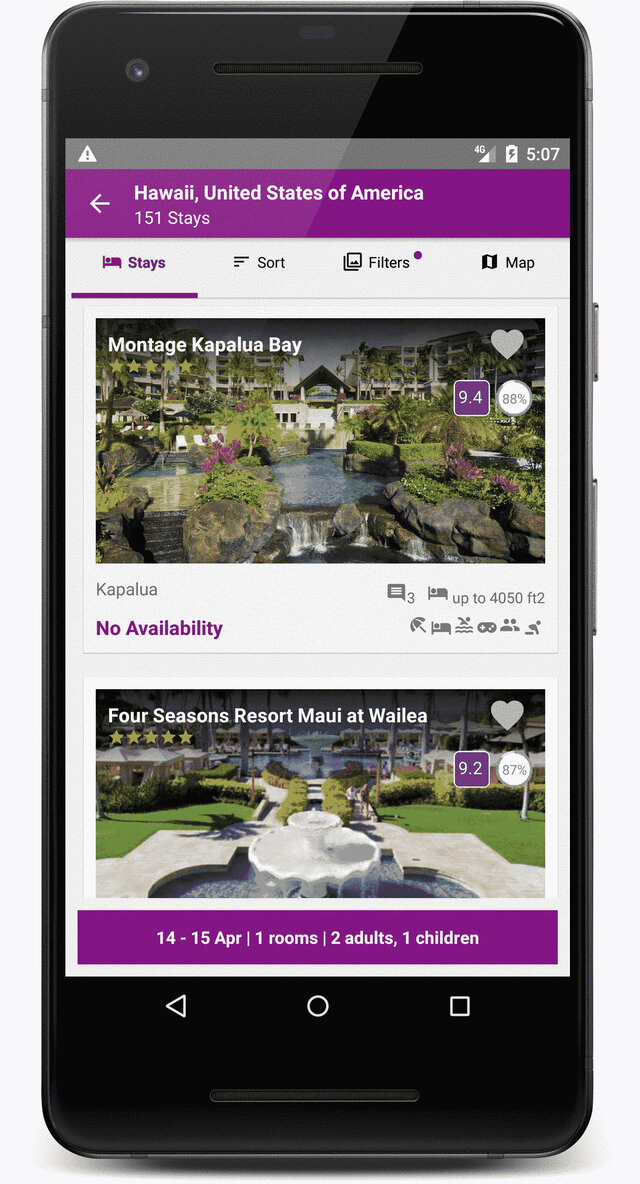 4G 5:07
Hawaii, United States of America
151 Stays
Stays Sort Filters Map
Montage Kapalua Bay
9.4 88%
Kapalua 3 up to 4050 ft2
No Availability
Four Seasons Resort Maui at Wailea
9.2 87%
14 - 15 Apr | 1 rooms | 2 adults, 1 children